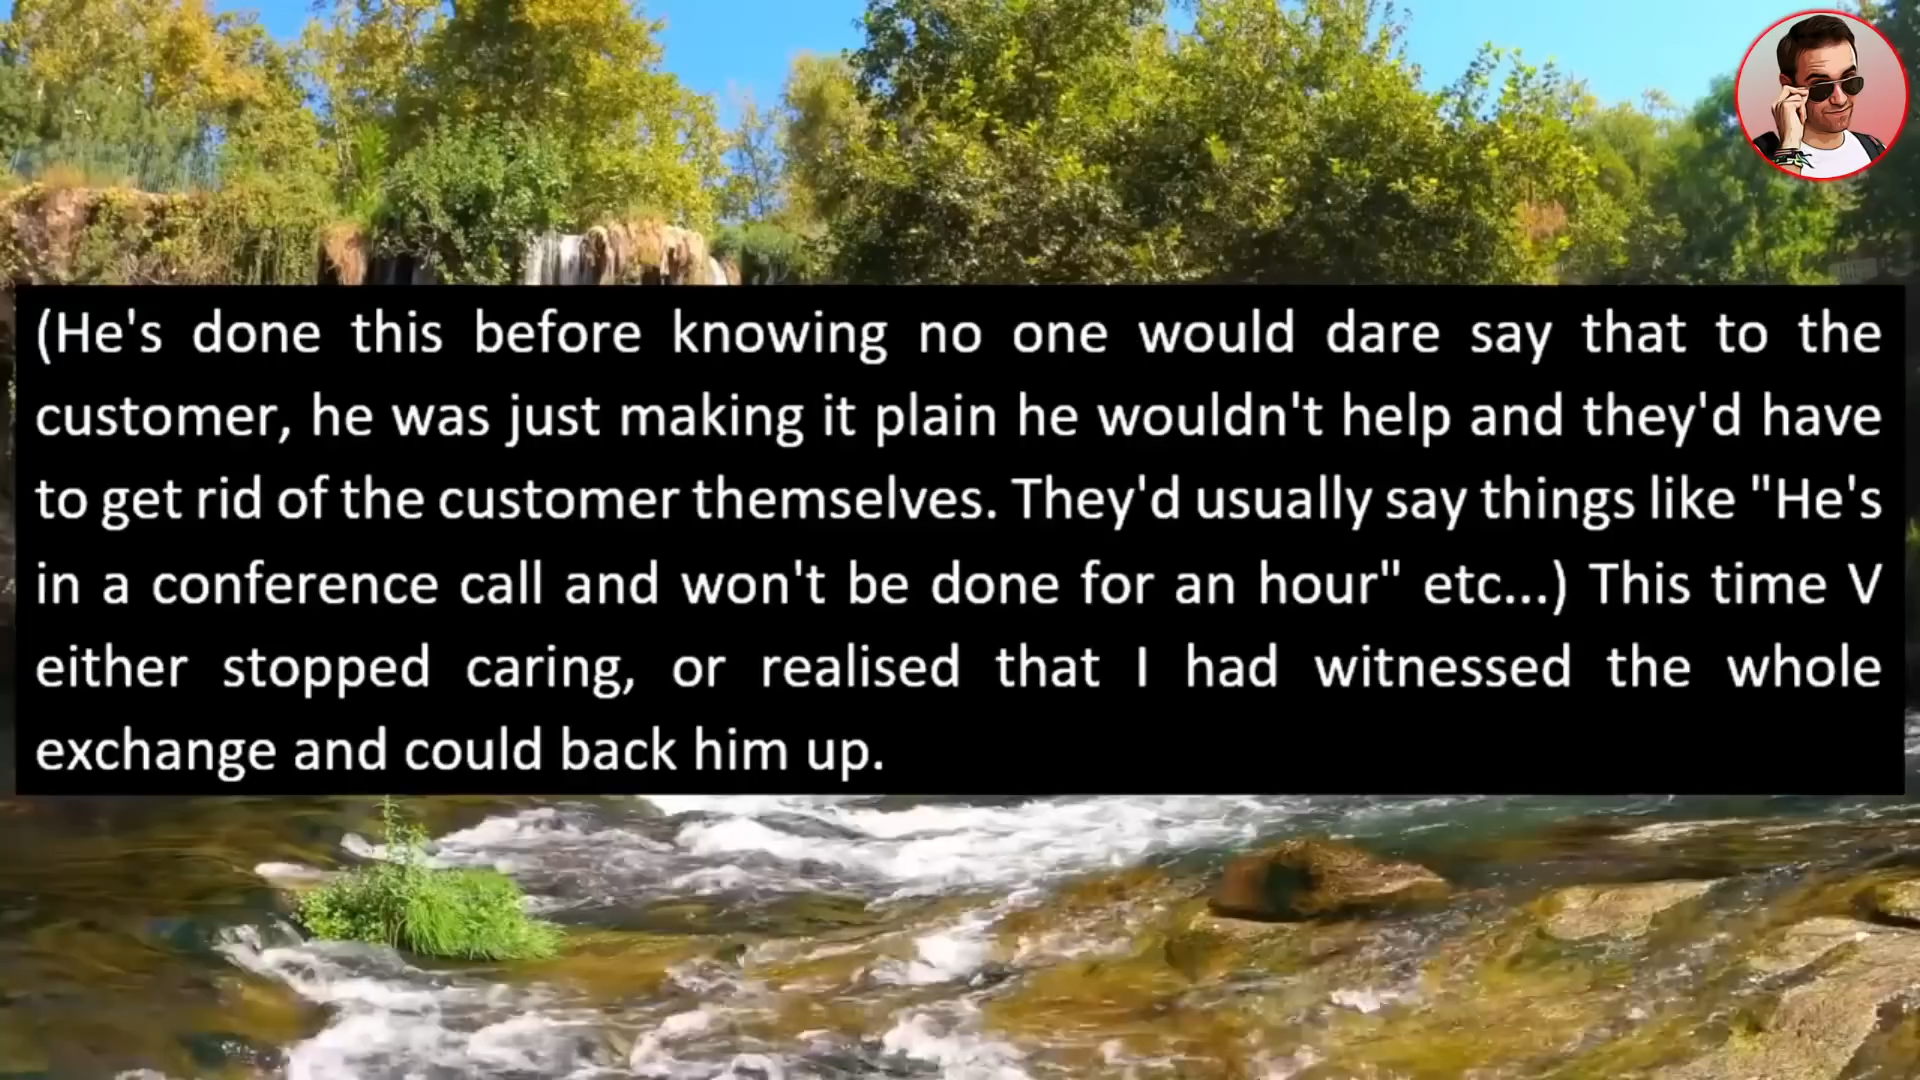 (He's done this before knowing no one would dare say that to the
customer, he was just making it plain he wouldn't help and they'd have
to get rid of the customer themselves. They'd usually say things like "He's
in a conference call and won't be done for an hour" etc...) This time V
either stopped caring, or realised that I had witnessed the whole
exchange and could back him up.